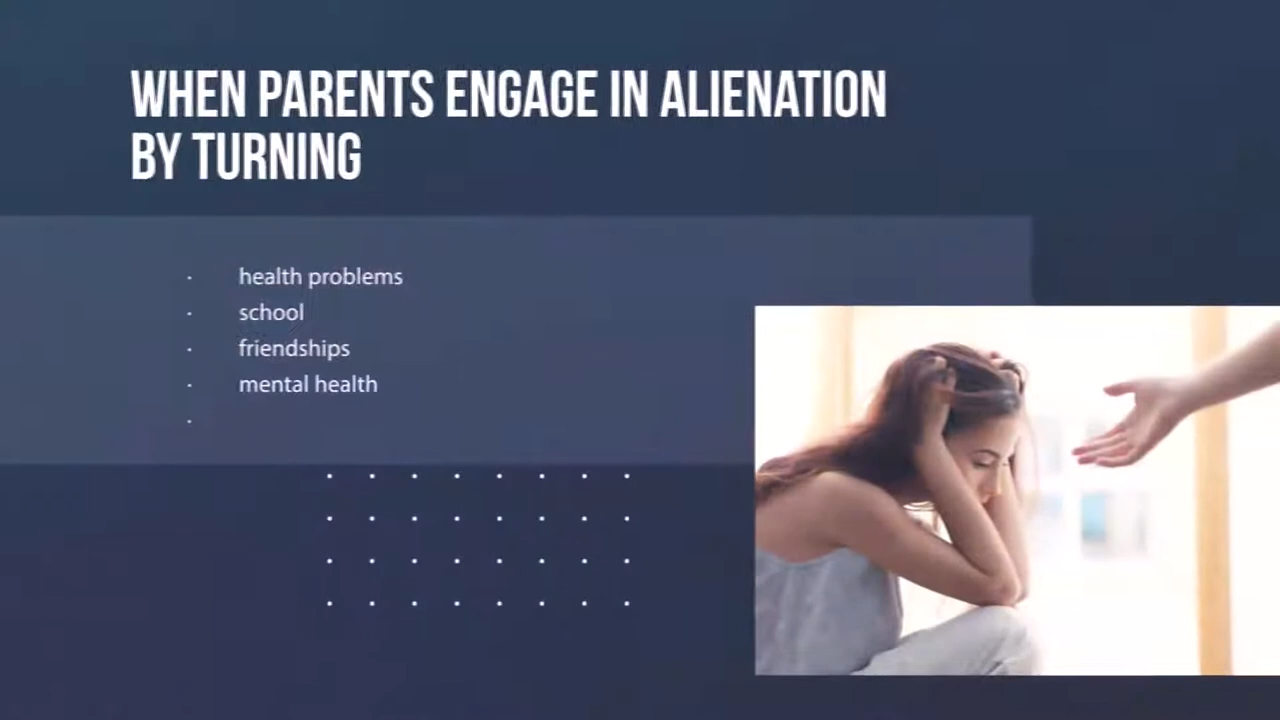 WHEN PARENTS ENGAGE IN ALIENATION
BY TURNING
· health problems
· school
· friendships
· mental health
·